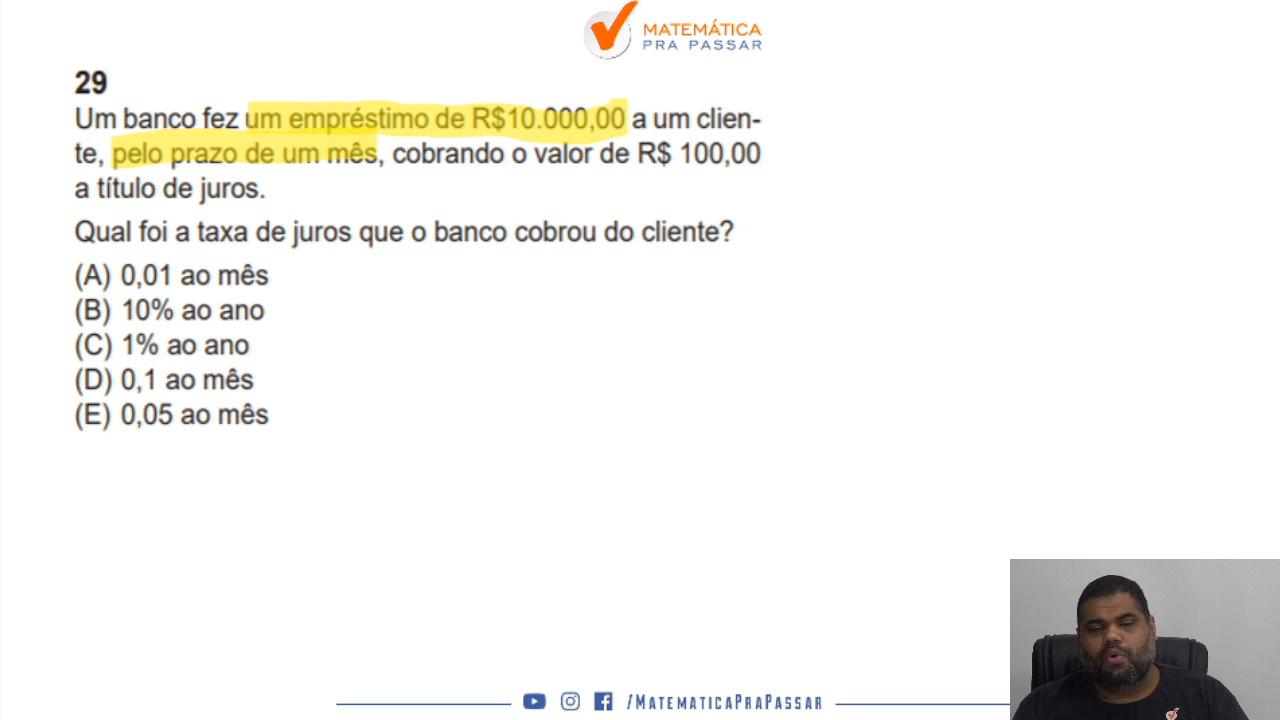 MATEMÁTICA
PRA PASSAR
29
Um banco fez um empréstimo de R$10.000,00 a um clien-
te, pelo prazo de um mês, cobrando o valor de R$ 100,00
a título de juros.
Qual foi a taxa de juros que o banco cobrou do cliente?
(A) 0,01 ao mês
(B) 10% ao ano
(C) 1% ao ano
(D) 0,1 ao mês
(E) 0,05 ao mês
/MATEMATICAPRAPASSAR